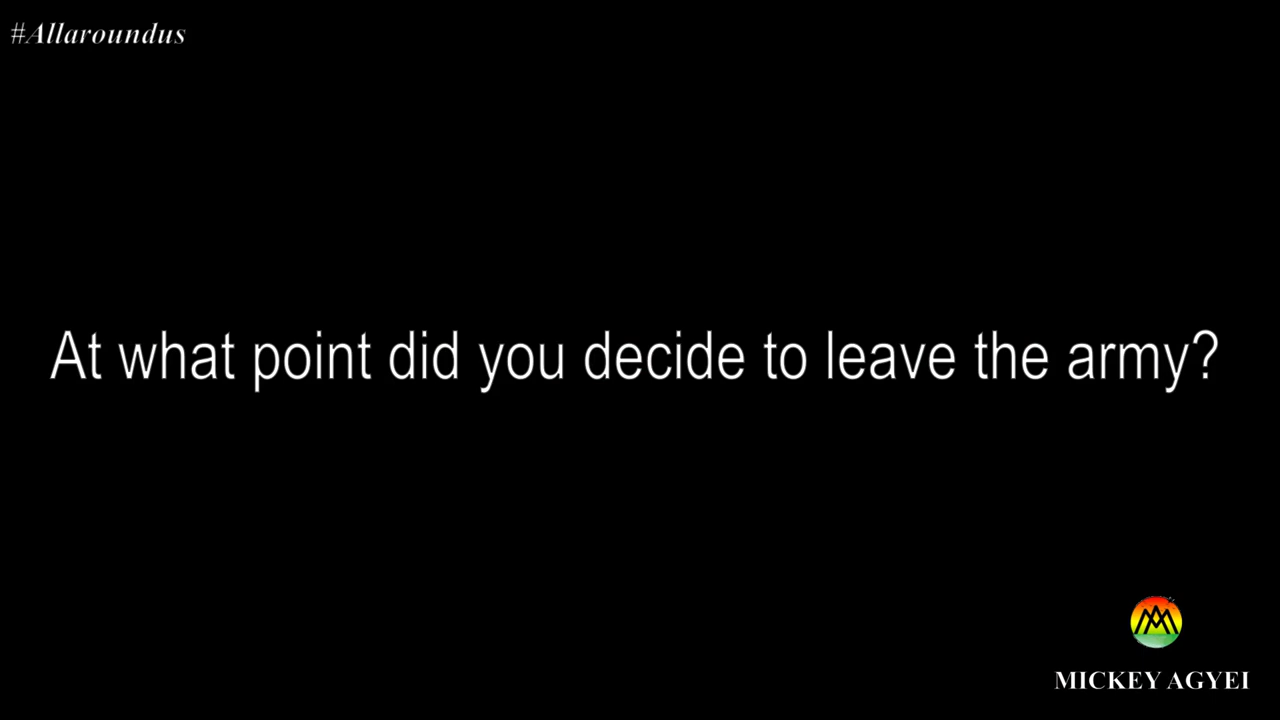 #Allaroundus
At what point did you decide to leave the army?
MICKEY AGYEI